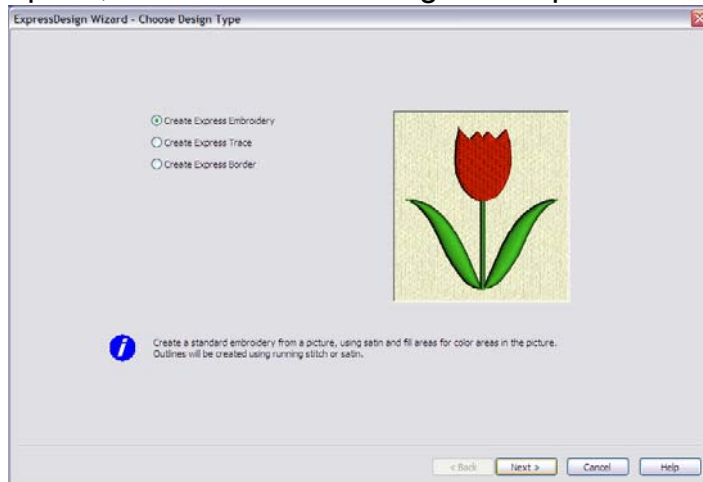 ExpressDesign Wizard - Choose Design Type
Create Express Embroidery
Create Express Trace
Create Express Border
Create a standard embroidery from a picture, using satin and fill areas for color areas in the picture.
Outlines will be created using running stitch or satin.
< Back Next > Cancel Help